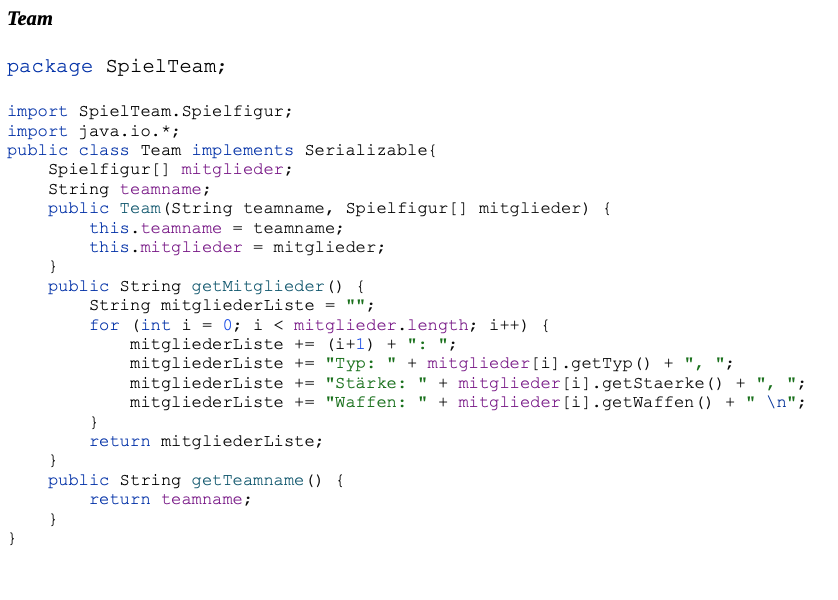 Team
package SpielTeam;
import SpielTeam.Spielfigur;
import java.io.*;
public class Team implements Serializable{
    Spielfigur[] mitglieder;
    String teamname;
    public Team(String teamname, Spielfigur[] mitglieder) {
        this.teamname = teamname;
        this.mitglieder = mitglieder;
    }
    public String getMitglieder() {
        String mitgliederListe = "";
        for (int i = 0; i < mitglieder.length; i++) {
            mitgliederListe += (i+1) + ": ";
            mitgliederListe += "Typ: " + mitglieder[i].getTyp() + ", ";
            mitgliederListe += "Stärke: " + mitglieder[i].getStaerke() + ", ";
            mitgliederListe += "Waffen: " + mitglieder[i].getWaffen() + " \n";
        }
        return mitgliederListe;
    }
    public String getTeamname() {
        return teamname;
    }
}